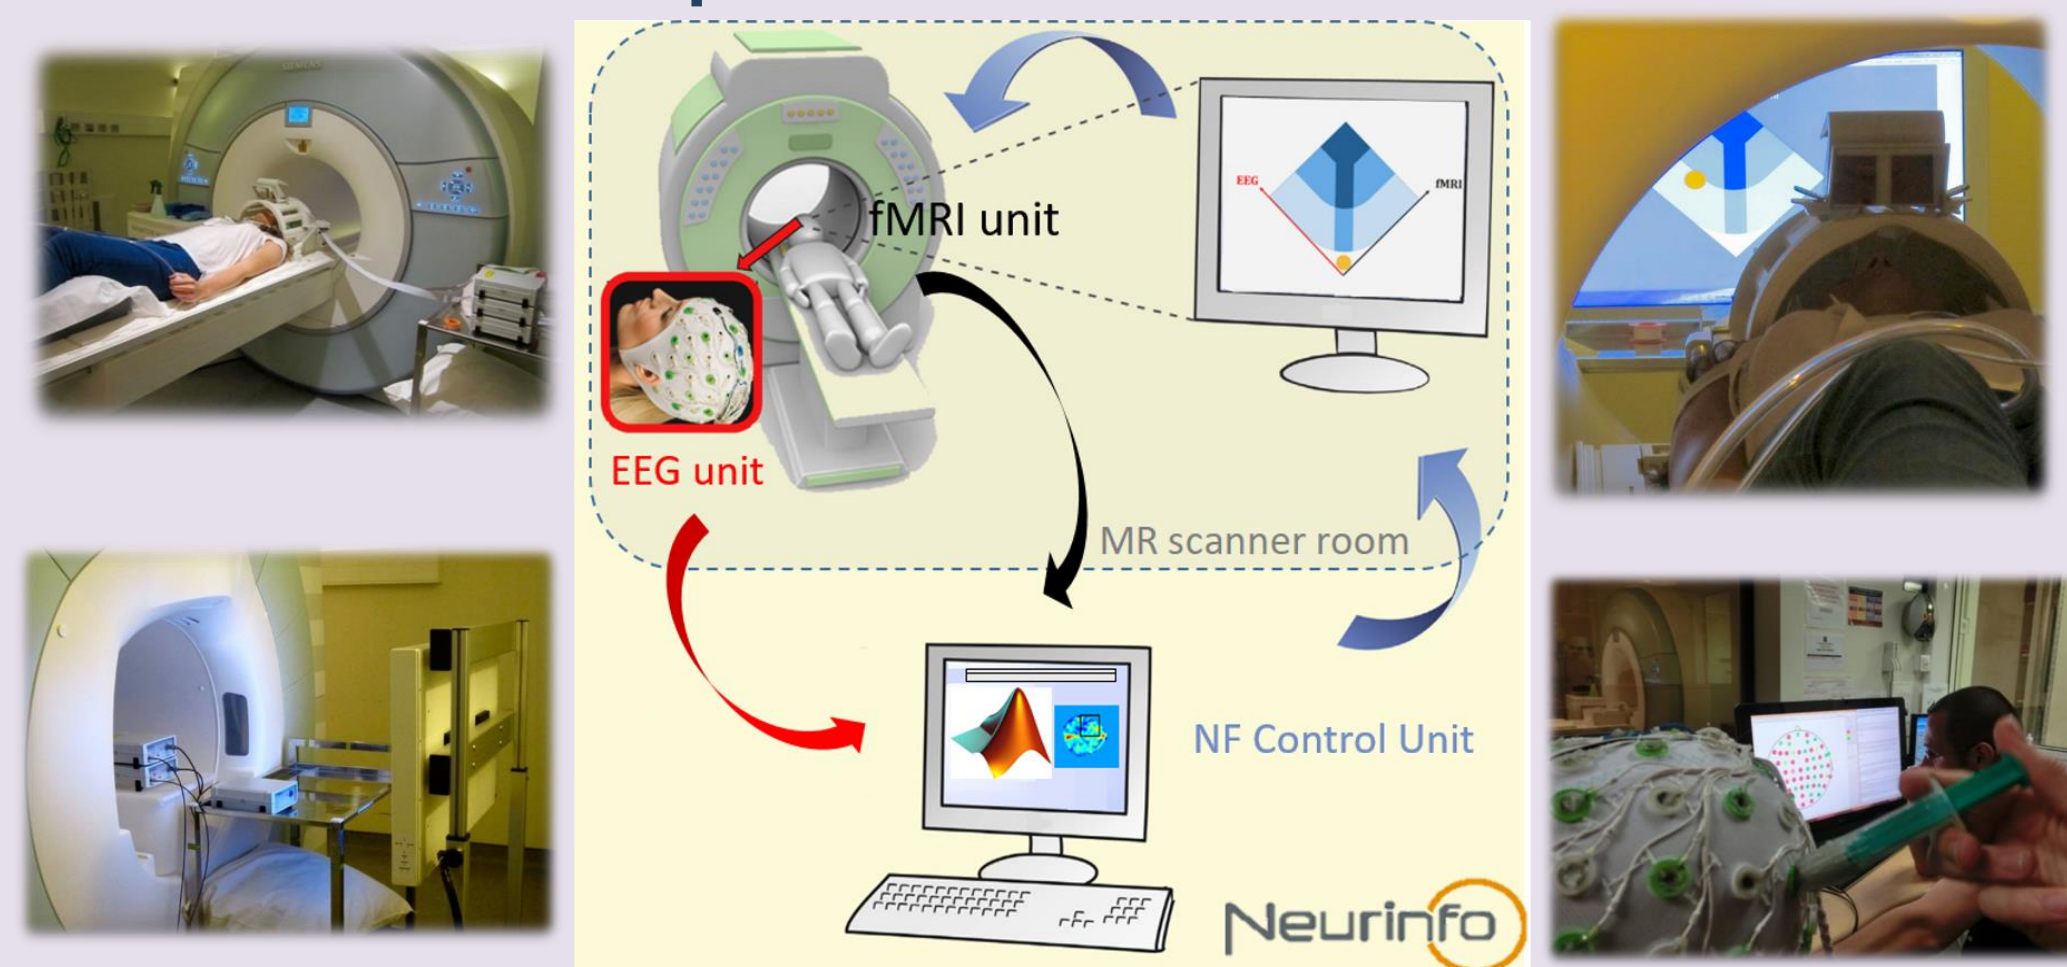 SIEMENS
EEG
fMRI
fMRI unit
EEG unit
MR scanner room
NF Control Unit
Neurinfo